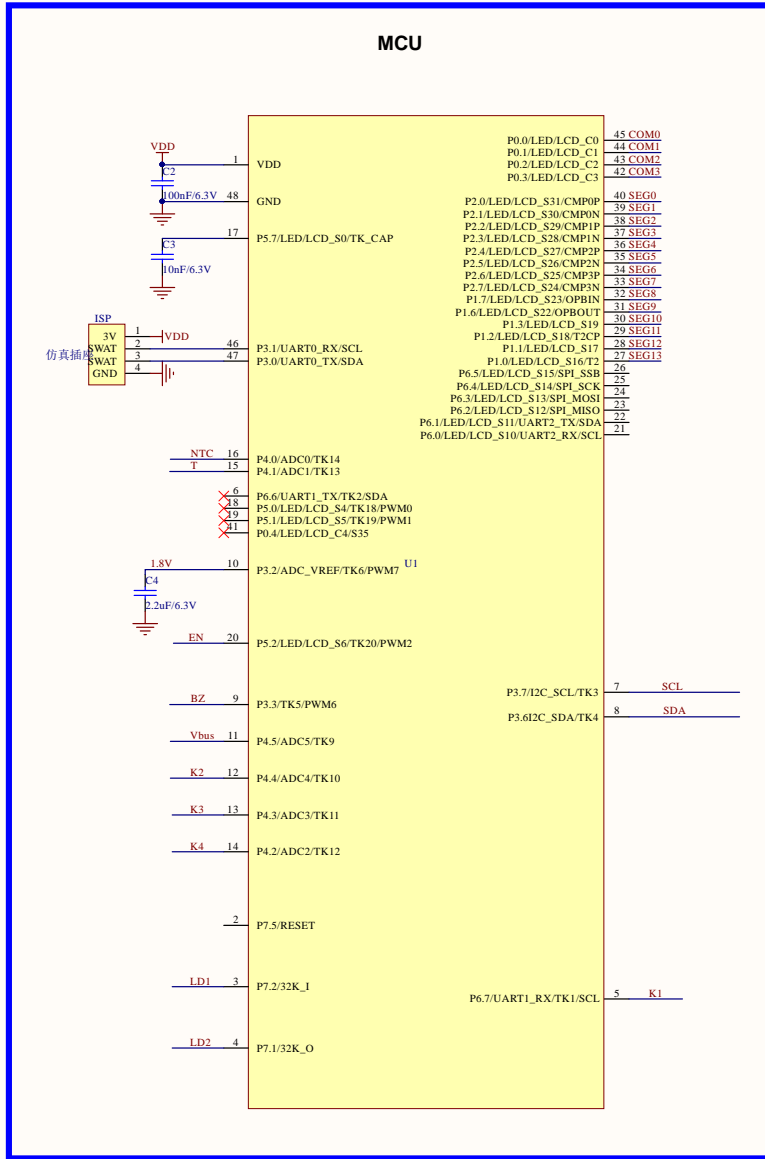 MCU
VDD
C2
100nF/6.3V
1 VDD
48 GND
17 P5.7/LED/LCD_S0/TK_CAP
C3
10nF/6.3V
ISP
仿真插座
3V 1 VDD
SWAT 2
SWAT 3
GND 4
46 P3.1/UART0_RX/SCL
47 P3.0/UART0_TX/SDA
NTC 16 P4.0/ADC0/TK14
T 15 P4.1/ADC1/TK13
6 P6.6/UART1_TX/TK2/SDA
18 P5.0/LED/LCD_S4/TK18/PWM0
19 P5.1/LED/LCD_S5/TK19/PWM1
41 P0.4/LED/LCD_C4/S35
1.8V 10 P3.2/ADC_VREF/TK6/PWM7
U1
C4
2.2uF/6.3V
EN 20 P5.2/LED/LCD_S6/TK20/PWM2
BZ 9 P3.3/TK5/PWM6
Vbus 11 P4.5/ADC5/TK9
K2 12 P4.4/ADC4/TK10
K3 13 P4.3/ADC3/TK11
K4 14 P4.2/ADC2/TK12
2 P7.5/RESET
LD1 3 P7.2/32K_I
LD2 4 P7.1/32K_O
P0.0/LED/LCD_C0 45 COM0
P0.1/LED/LCD_C1 44 COM1
P0.2/LED/LCD_C2 43 COM2
P0.3/LED/LCD_C3 42 COM3
P2.0/LED/LCD_S31/CMP0P 40 SEG0
P2.1/LED/LCD_S30/CMP0N 39 SEG1
P2.2/LED/LCD_S29/CMP1P 38 SEG2
P2.3/LED/LCD_S28/CMP1N 37 SEG3
P2.4/LED/LCD_S27/CMP2P 36 SEG4
P2.5/LED/LCD_S26/CMP2N 35 SEG5
P2.6/LED/LCD_S25/CMP3P 34 SEG6
P2.7/LED/LCD_S24/CMP3N 33 SEG7
P1.7/LED/LCD_S23/OPBIN 32 SEG8
P1.6/LED/LCD_S22/OPBOUT 31 SEG9
P1.3/LED/LCD_S19 30 SEG10
P1.2/LED/LCD_S18/T2CP 29 SEG11
P1.1/LED/LCD_S17 28 SEG12
P1.0/LED/LCD_S16/T2 27 SEG13
P6.5/LED/LCD_S15/SPI_SSB 26
P6.4/LED/LCD_S14/SPI_SCK 25
P6.3/LED/LCD_S13/SPI_MOSI 24
P6.2/LED/LCD_S12/SPI_MISO 23
P6.1/LED/LCD_S11/UART2_TX/SDA 22
P6.0/LED/LCD_S10/UART2_RX/SCL 21
P3.7/I2C_SCL/TK3 7 SCL
P3.6I2C_SDA/TK4 8 SDA
P6.7/UART1_RX/TK1/SCL 5 K1